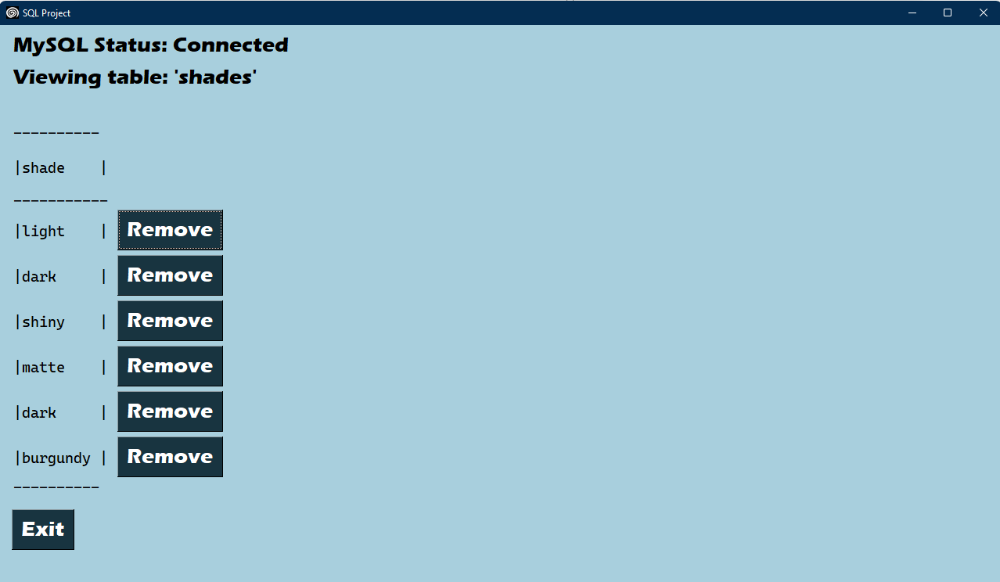 SQL Project
MySQL Status: Connected
Viewing table: 'shades'
----------
|shade    |
-----------
|light    | Remove
|dark     | Remove
|shiny    | Remove
|matte    | Remove
|dark     | Remove
|burgundy | Remove
----------
Exit